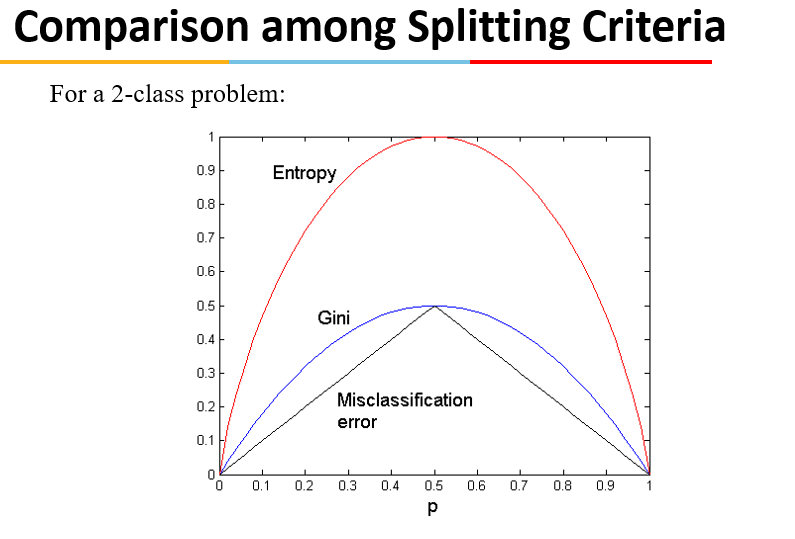 Comparison among Splitting Criteria
For a 2-class problem:
1
0.9
Entropy
0.8
0.7
0.6
0.5
Gini
0.4
0.3
Misclassification
0.2
error
0.1
0
0 0.1 0.2 0.3 0.4 0.5 0.6 0.7 0.8 0.9 1
p